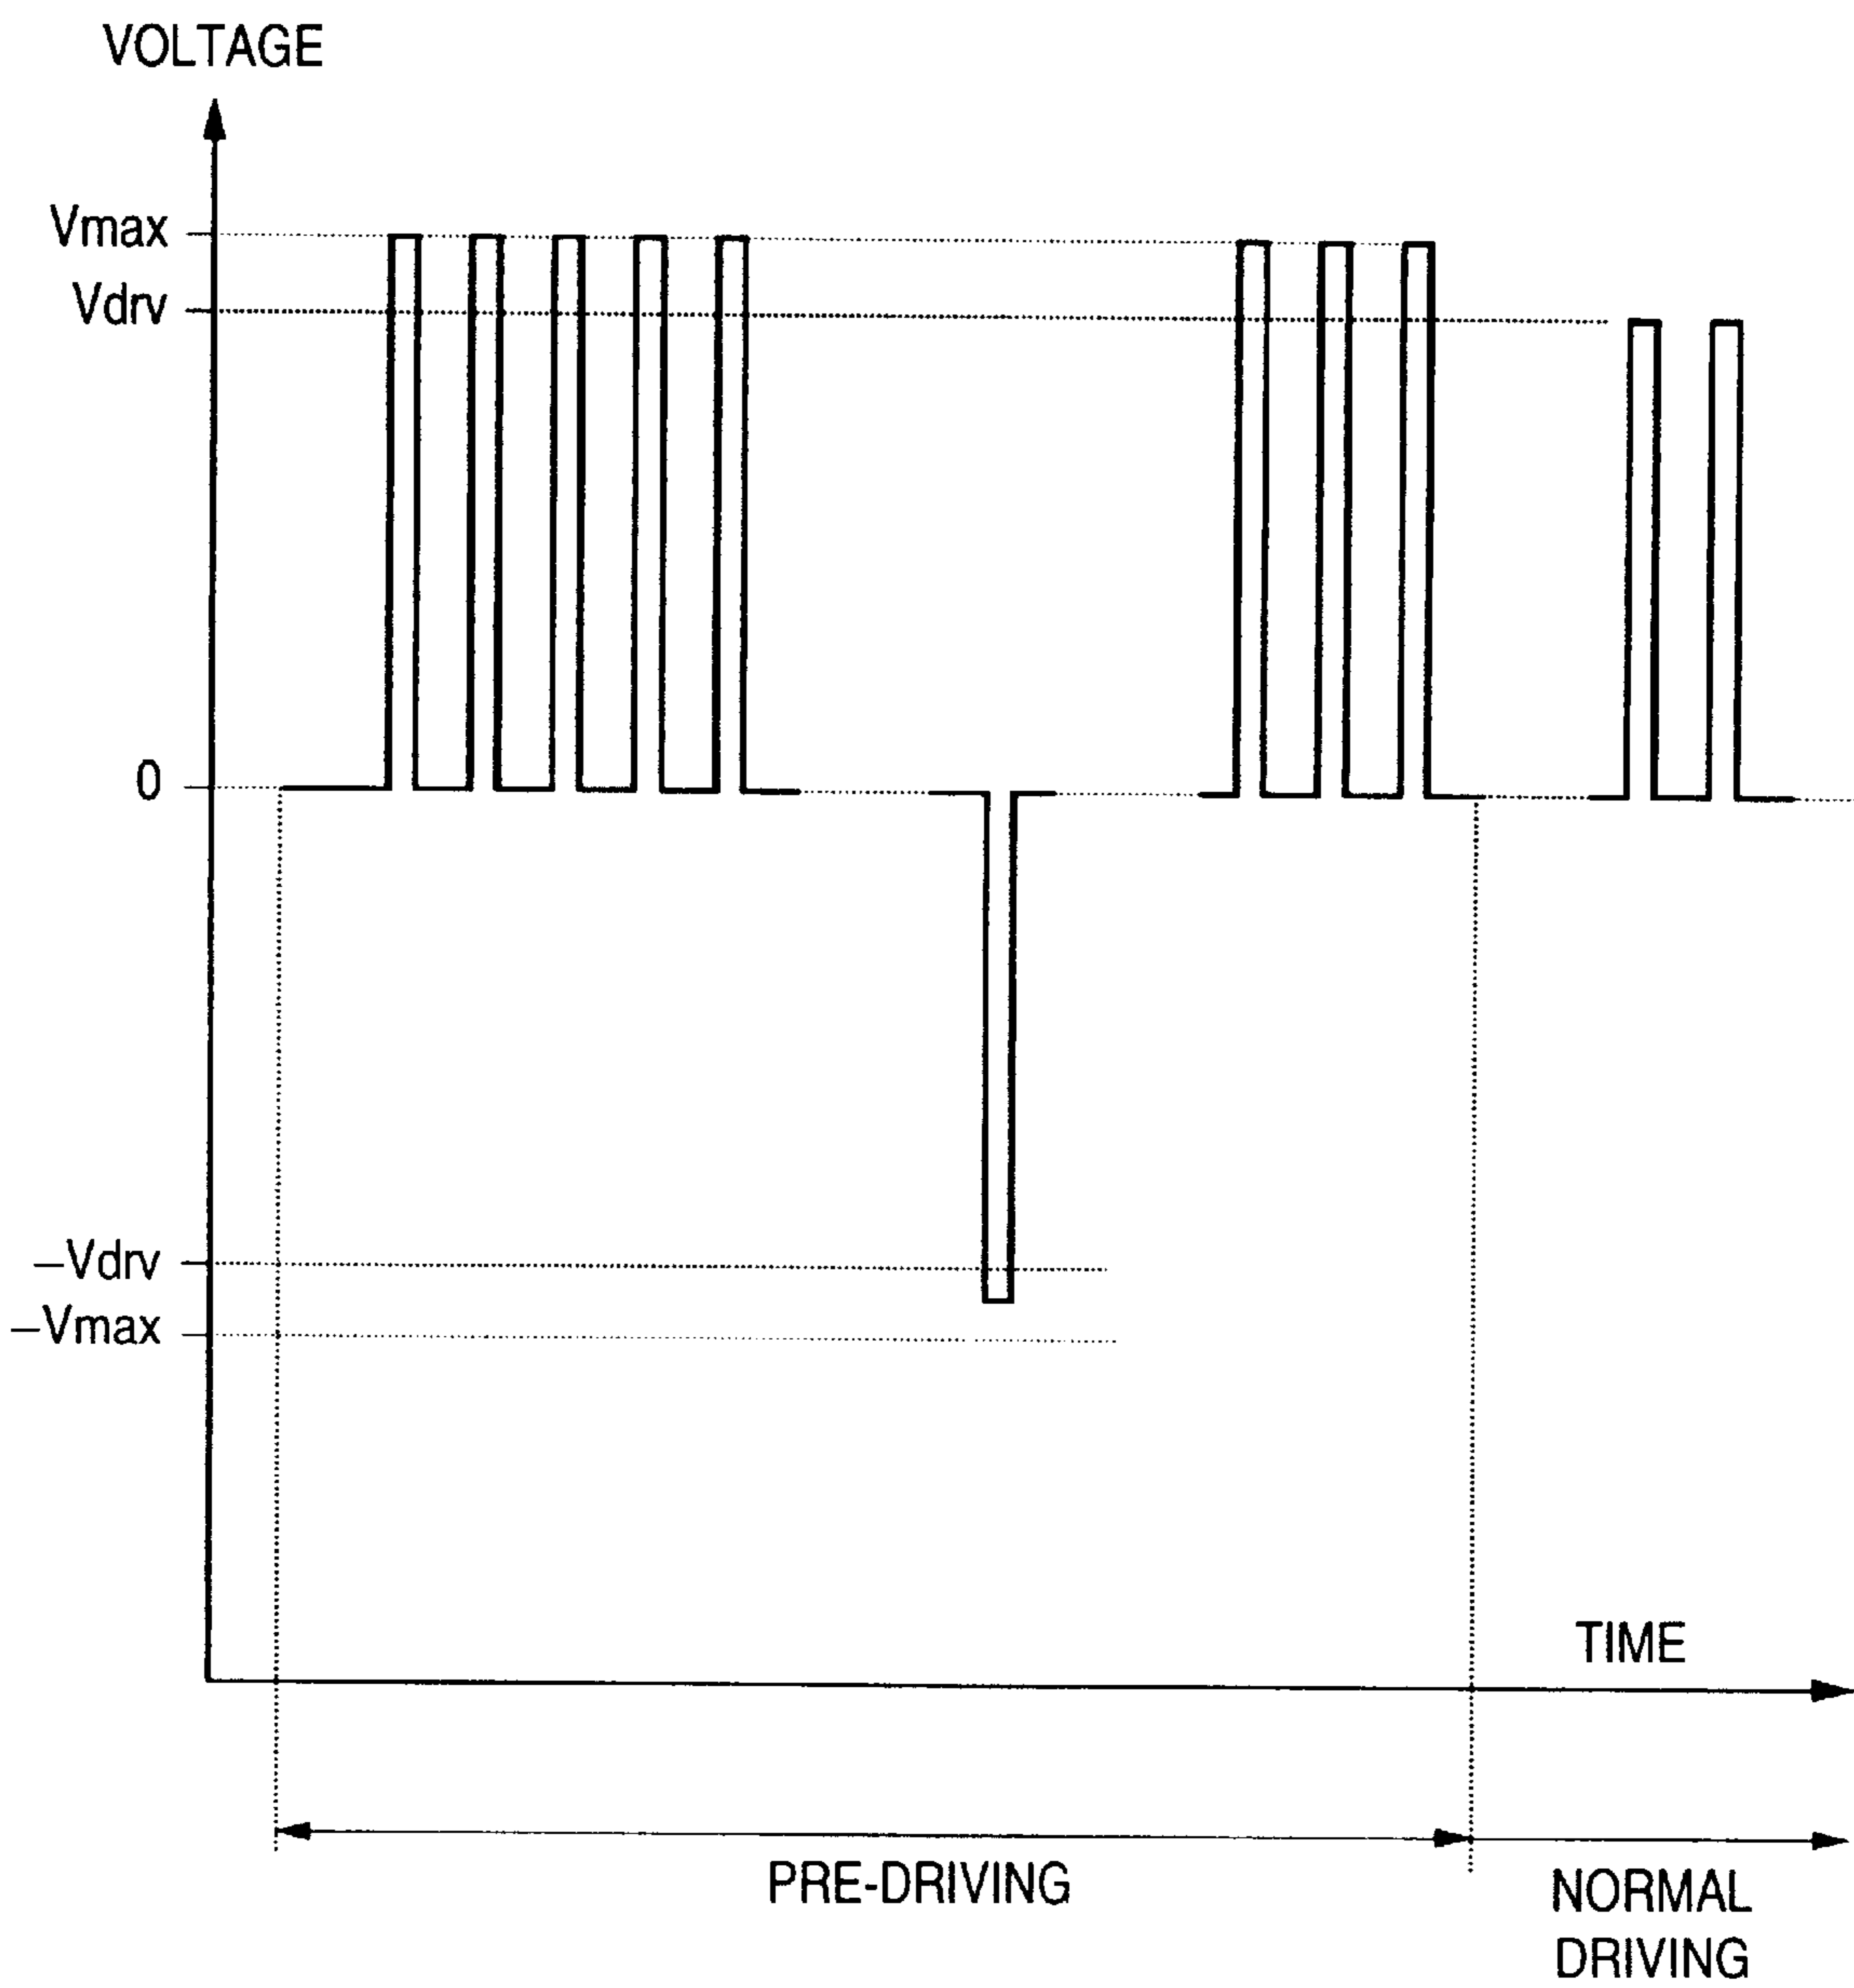 VOLTAGE
Vmax
Vdrv
0
–Vdrv
–Vmax
TIME
PRE-DRIVING
NORMAL
DRIVING